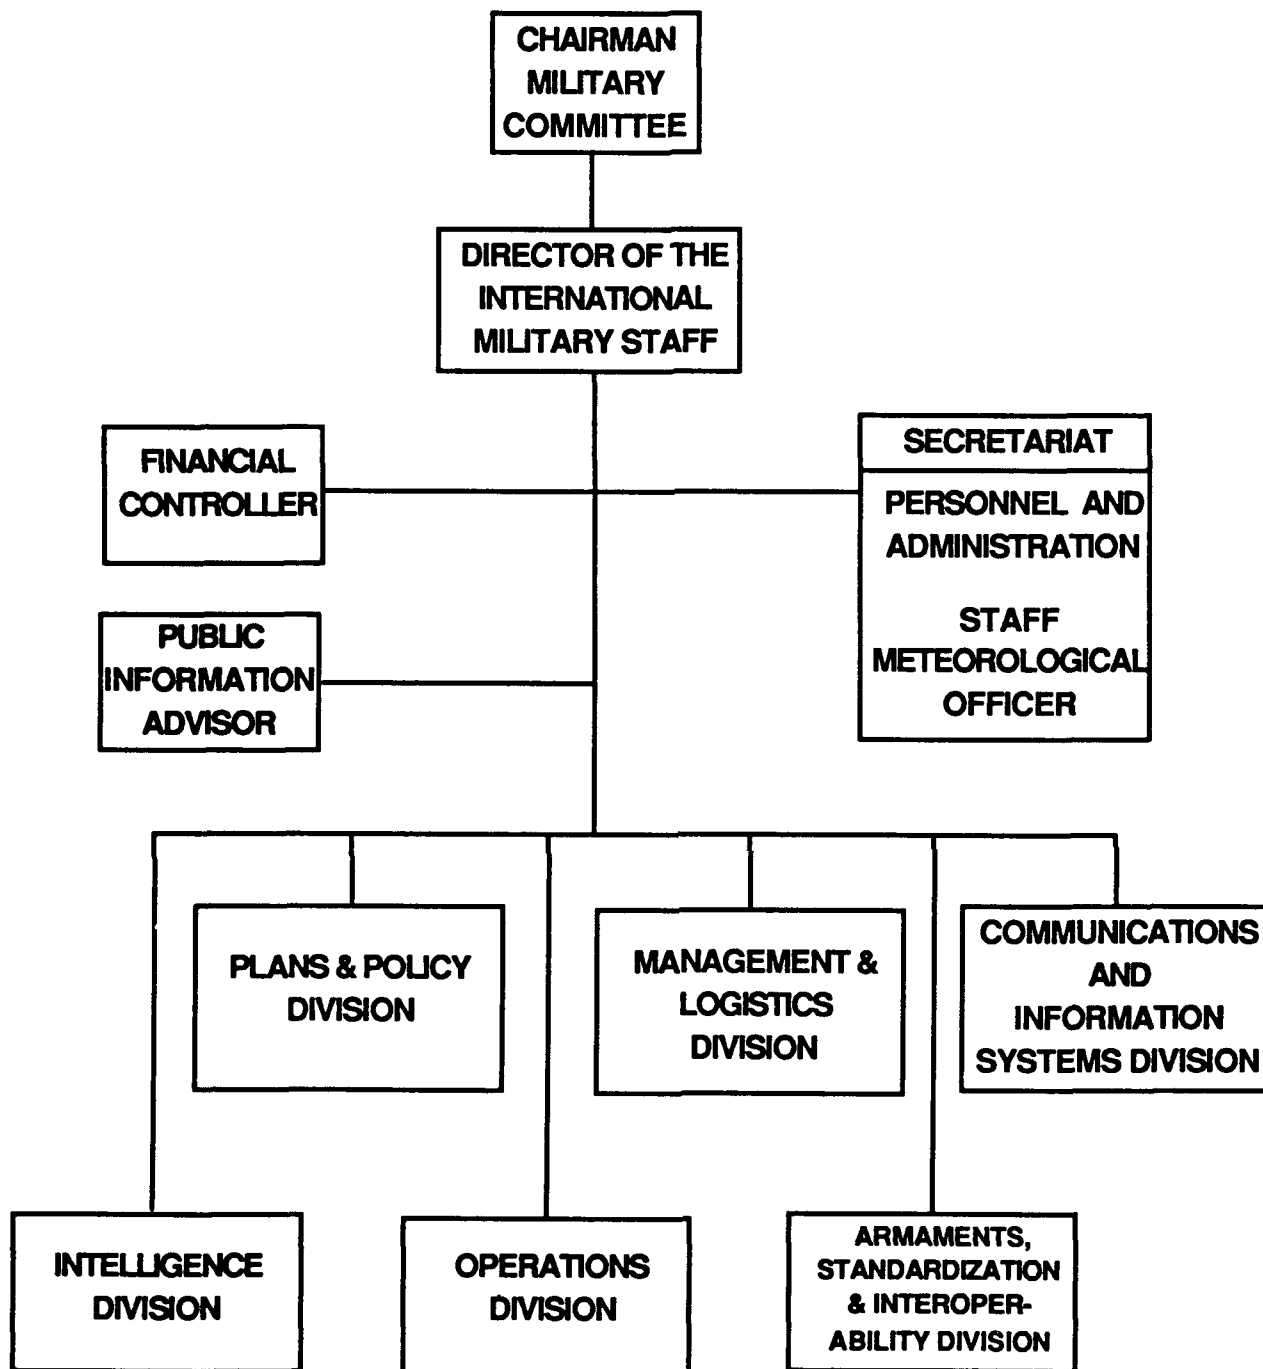 CHAIRMAN
MILITARY
COMMITTEE
DIRECTOR OF THE
INTERNATIONAL
MILITARY STAFF
FINANCIAL
CONTROLLER
SECRETARIAT
PERSONNEL AND
ADMINISTRATION
STAFF
METEOROLOGICAL
OFFICER
PUBLIC
INFORMATION
ADVISOR
PLANS & POLICY
DIVISION
MANAGEMENT &
LOGISTICS
DIVISION
COMMUNICATIONS
AND
INFORMATION
SYSTEMS DIVISION
INTELLIGENCE
DIVISION
OPERATIONS
DIVISION
ARMAMENTS,
STANDARDIZATION
& INTEROPER-
ABILITY DIVISION